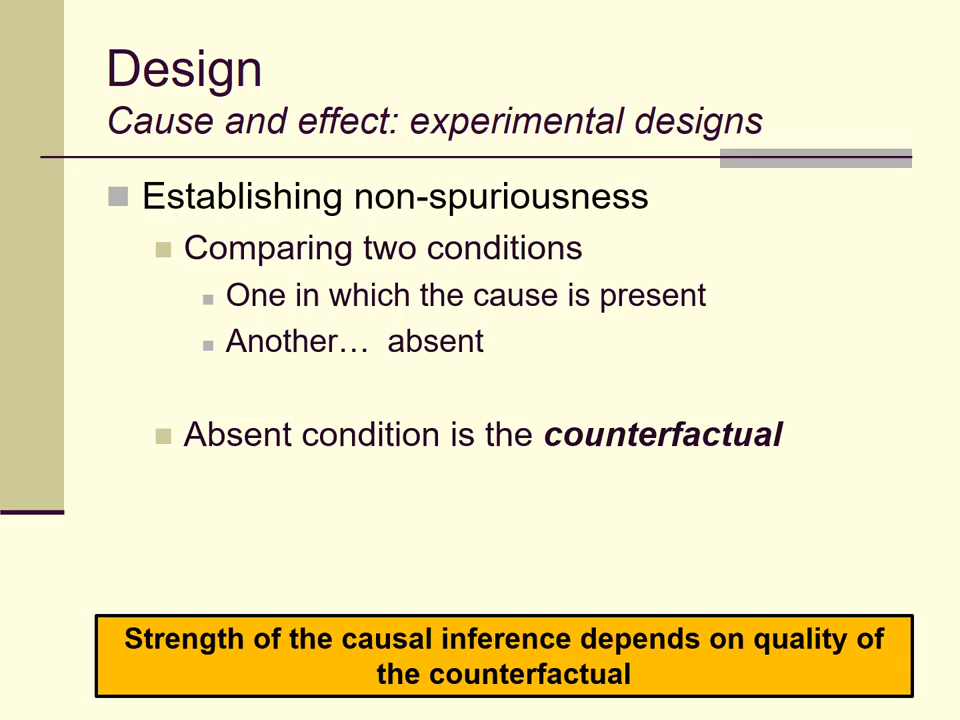 Design
Cause and effect: experimental designs
Establishing non-spuriousness
Comparing two conditions
One in which the cause is present
Another… absent
Absent condition is the counterfactual
Strength of the causal inference depends on quality of
the counterfactual